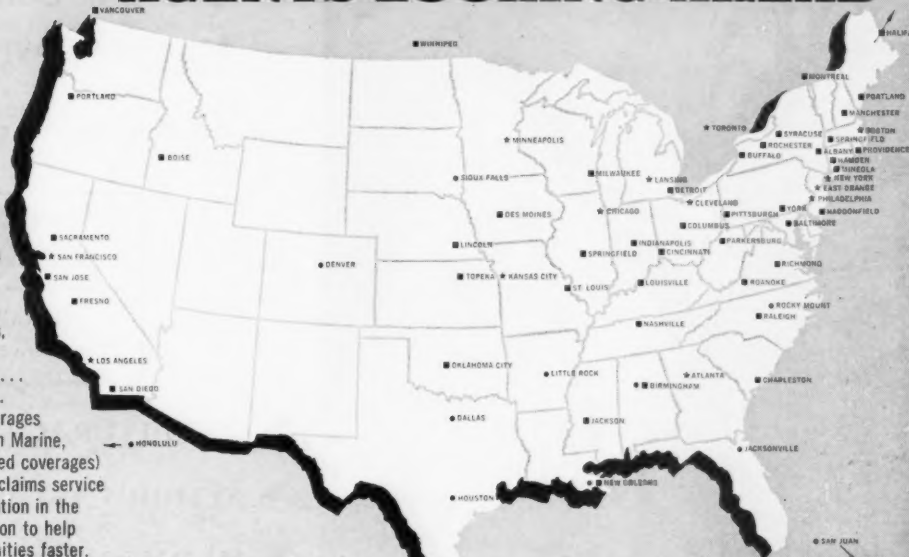 AGENTS LOOKING AHEAD
VANCOUVER
WINNIPEG
HALIFA
MONTREAL
PORTLAND
PORTLAND
MANCHESTER
TORONTO
SYRACUSE
BOSTON
MINNEAPOLIS
ROCHESTER
SPRINGFIELD
BOISE
BUFFALO
ALBANY
PROVIDENCE
HAMDEN
MILWAUKEE
LANSING
MINEOLA
SIOUX FALLS
DETROIT
NEW YORK
CLEVELAND
EAST ORANGE
PHILADELPHIA
DES MOINES
CHICAGO
PITTSBURGH
YORK
HADDONFIELD
COLUMBUS
BALTIMORE
SACRAMENTO
LINCOLN
INDIANAPOLIS
PARKERSBURG
SAN FRANCISCO
SPRINGFIELD
CINCINNATI
DENVER
RICHMOND
SAN JOSE
TOPEKA
KANSAS CITY
ST. LOUIS
LOUISVILLE
ROANOKE
FRESNO
ROCKY MOUNT
RALEIGH
NASHVILLE
LOS ANGELES
OKLAHOMA CITY
LITTLE ROCK
ATLANTA
BIRMINGHAM
CHARLESTON
SAN DIEGO
DALLAS
JACKSON
HONOLULU
JACKSONVILLE
NEW ORLEANS
HOUSTON
SAN JUAN
...
rages
n Marine,
ed coverages)
claims service
tion in the
on to help
ities faster.